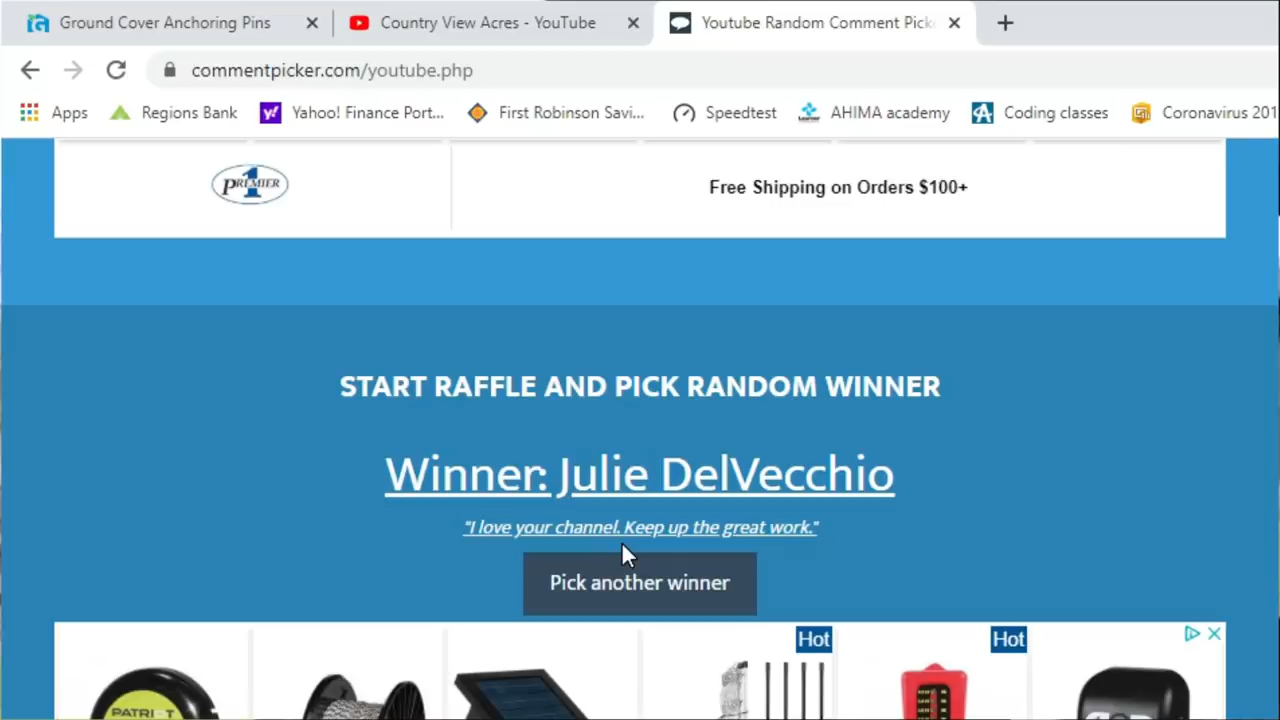 Ground Cover Anchoring Pins
Country View Acres - YouTube
Youtube Random Comment Picke
commentpicker.com/youtube.php
Apps
Regions Bank
Yahoo! Finance Port...
First Robinson Savi...
Speedtest
AHIMA academy
Coding classes
Coronavirus 201
PREMIER 1
Free Shipping on Orders $100+
START RAFFLE AND PICK RANDOM WINNER
Winner: Julie DelVecchio
"I love your channel. Keep up the great work."
Pick another winner
Hot
Hot
PATRIOT